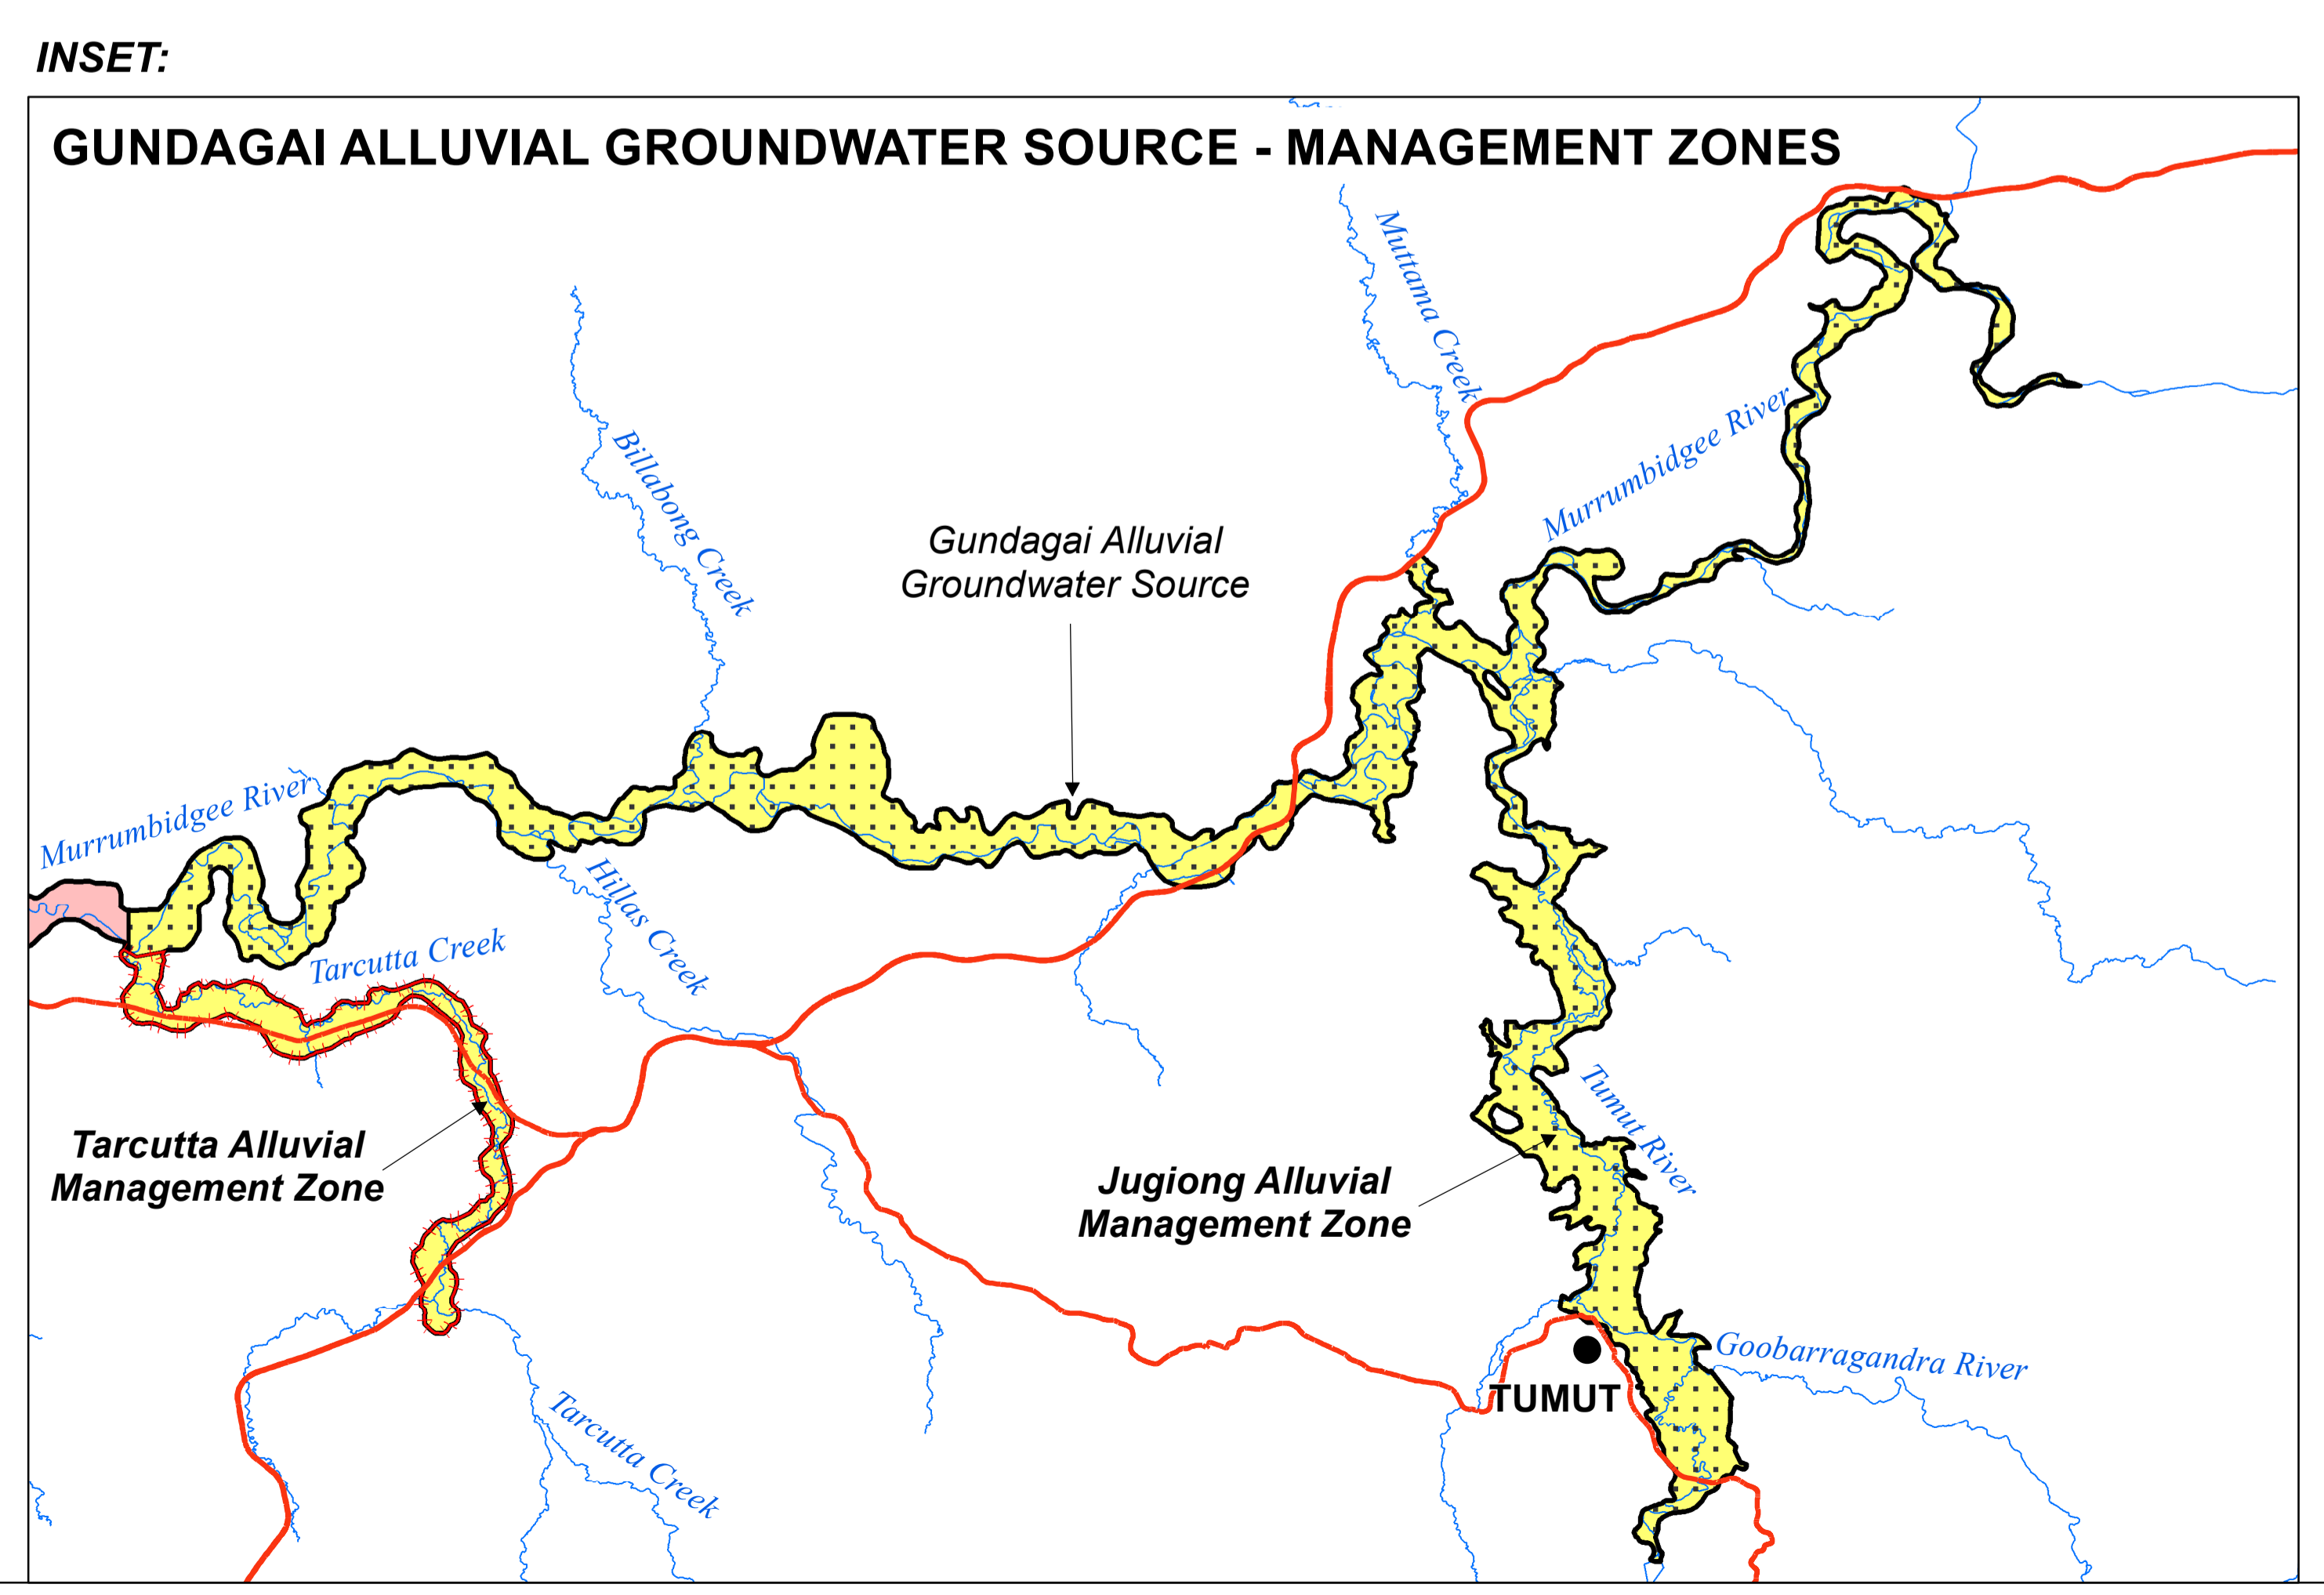 INSET:
GUNDAGAI ALLUVIAL GROUNDWATER SOURCE - MANAGEMENT ZONES
Muttama Creek
Billabong Creek
Murrumbidgee River
Gundagai Alluvial
Groundwater Source
Murrumbidgee River
Hillas Creek
Tarcutta Creek
Tumut River
Tarcutta Alluvial
Management Zone
Jugiong Alluvial
Management Zone
Goobarragandra River
TUMUT
Tarcutta Creek